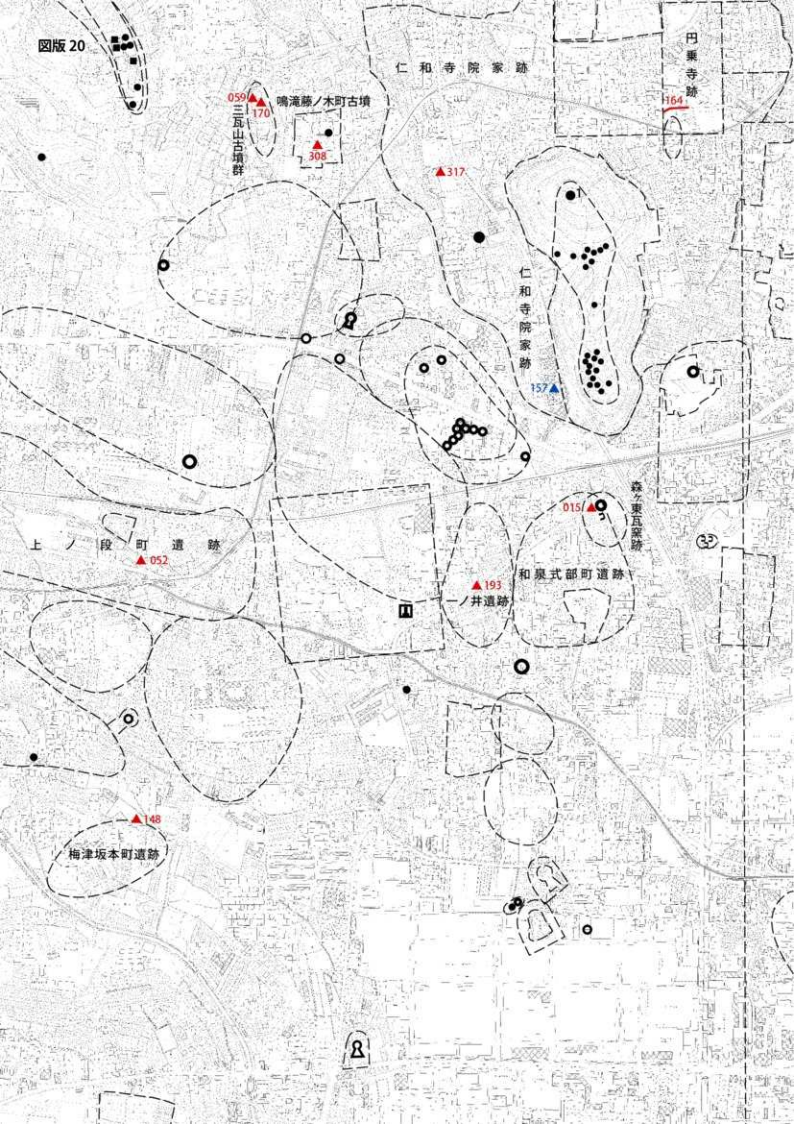 図版 20
仁和寺院家跡
円乗寺跡
164
059
170
鳴滝藤ノ木町古墳
三瓦山古墳群
308
317
1
仁和寺院家跡
157
森ヶ東瓦窯跡
015
上ノ段町遺跡
052
和泉式部町遺跡
193
一ノ井遺跡
148
梅津坂本町遺跡